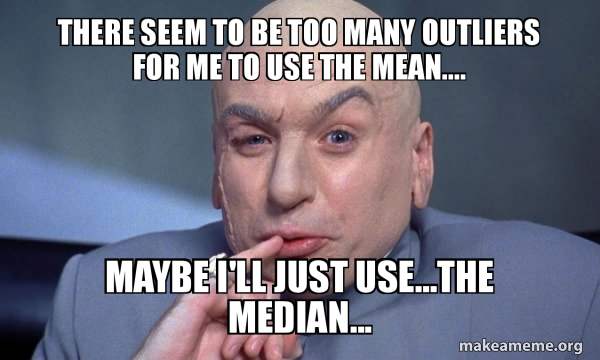 THERE SEEM TO BE TOO MANY OUTLIERS
FOR ME TO USE THE MEAN....
MAYBE I'LL JUST USE...THE
MEDIAN...
makeameme.org